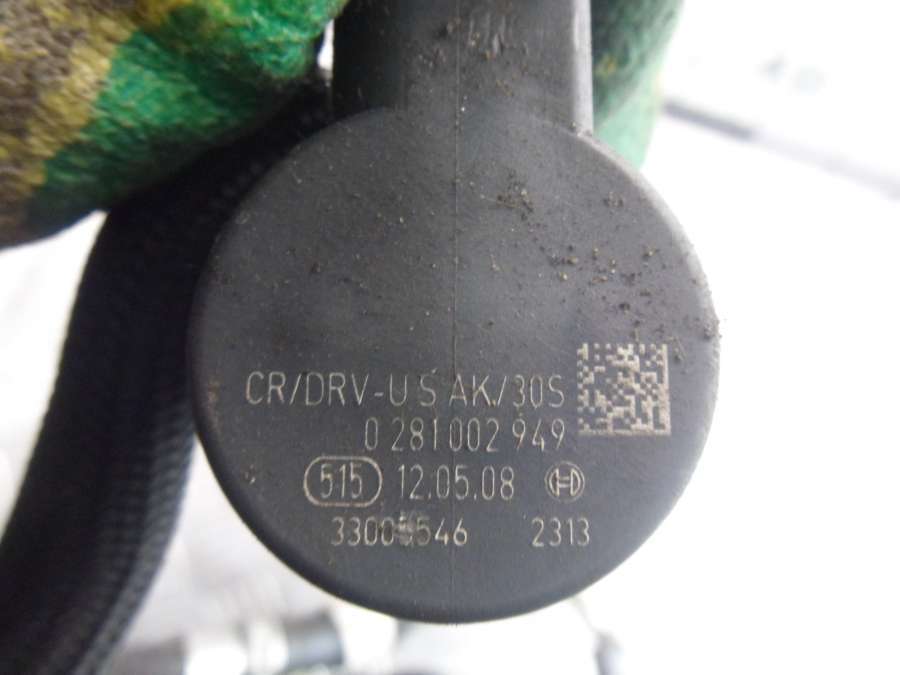 CR/DRV-U S AK/30S
0 281 002 949
515 12.05.08
2313